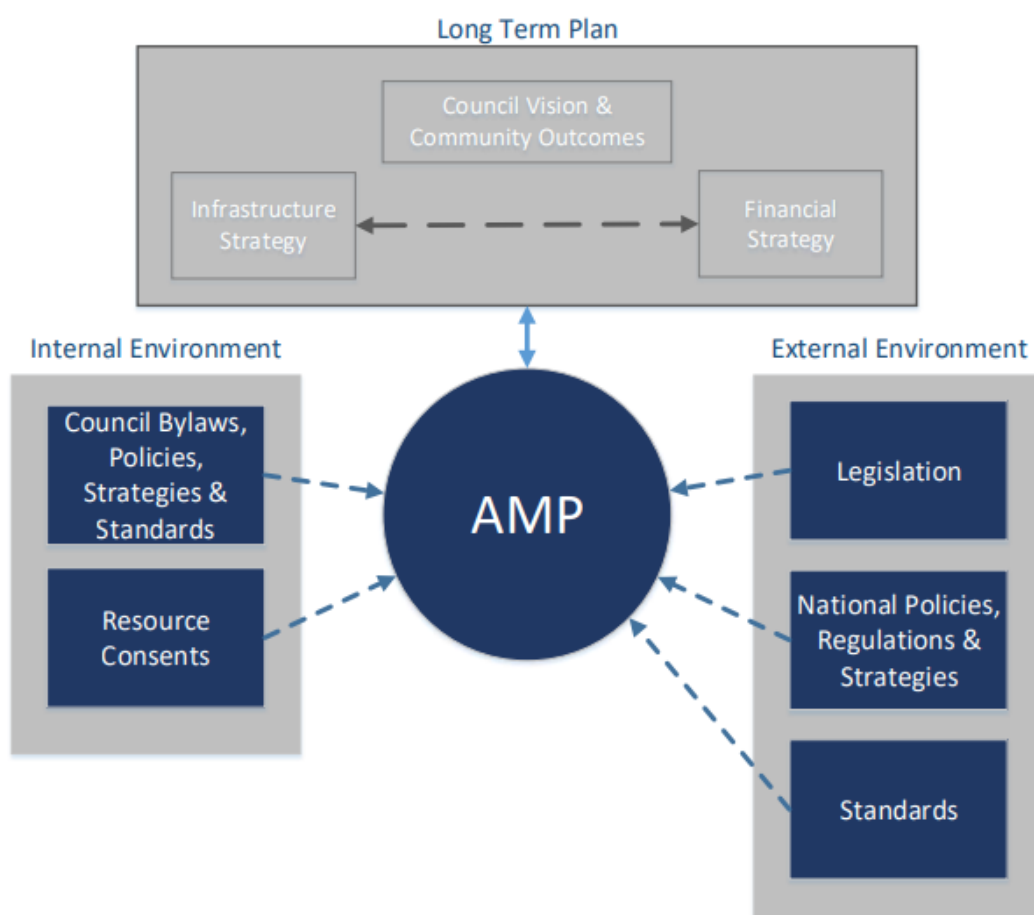 Long Term Plan
Council Vision &
Community Outcomes
Infrastructure
Strategy
Financial
Strategy
Internal Environment
Council Bylaws,
Policies,
Strategies &
Standards
Resource
Consents
AMP
External Environment
Legislation
National Policies,
Regulations &
Strategies
Standards